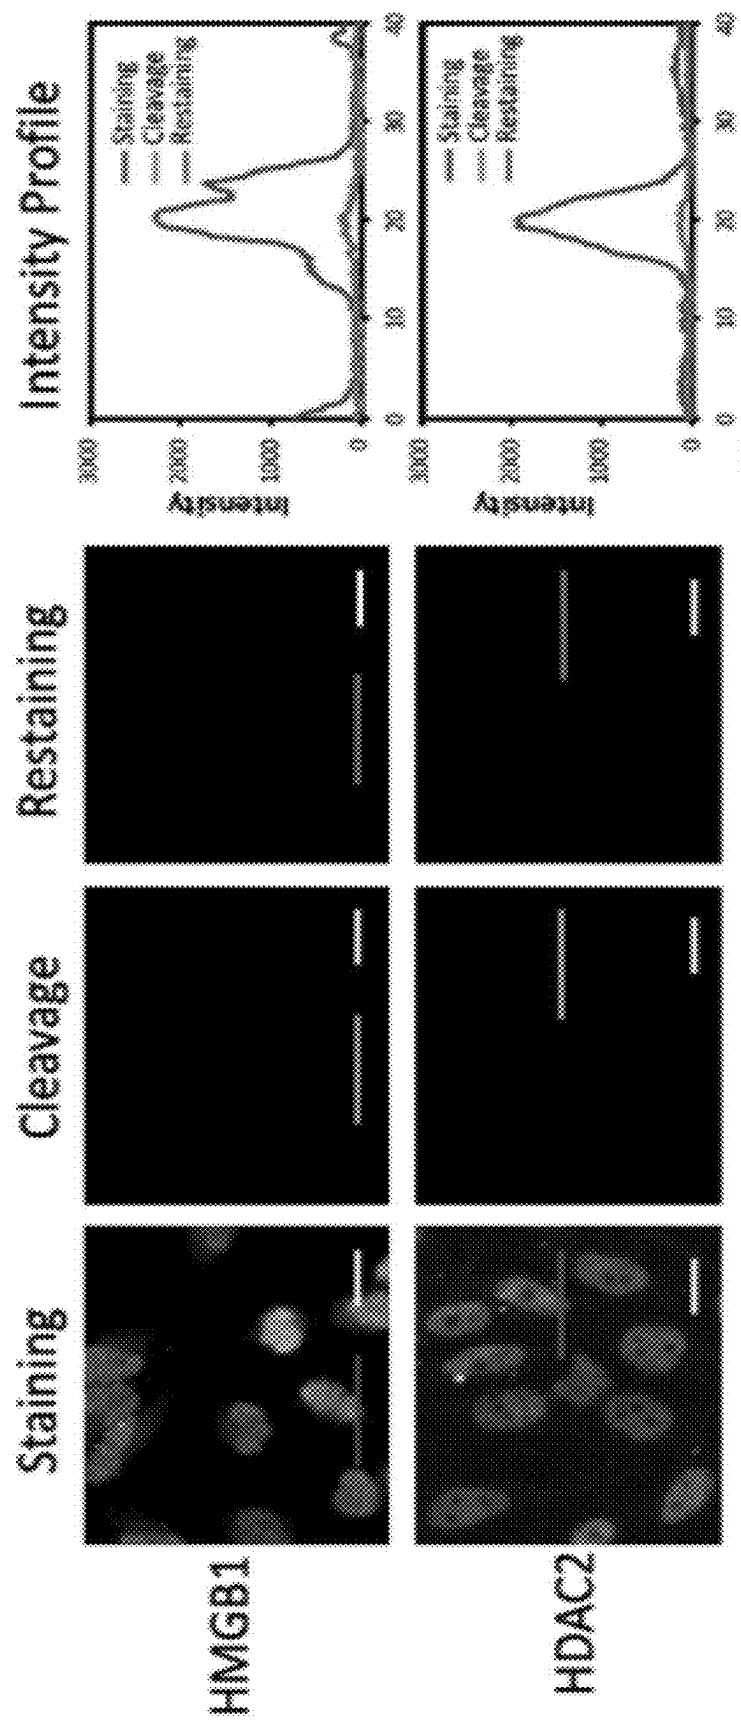 Staining
Cleavage
Restaining
Intensity Profile
HMGB1
Intensity
3000
2000
1000
0
Staining
Cleavage
Restaining
0
10
20
30
40
HDAC2
Intensity
3000
2000
1000
0
Staining
Cleavage
Restaining
0
10
20
30
40